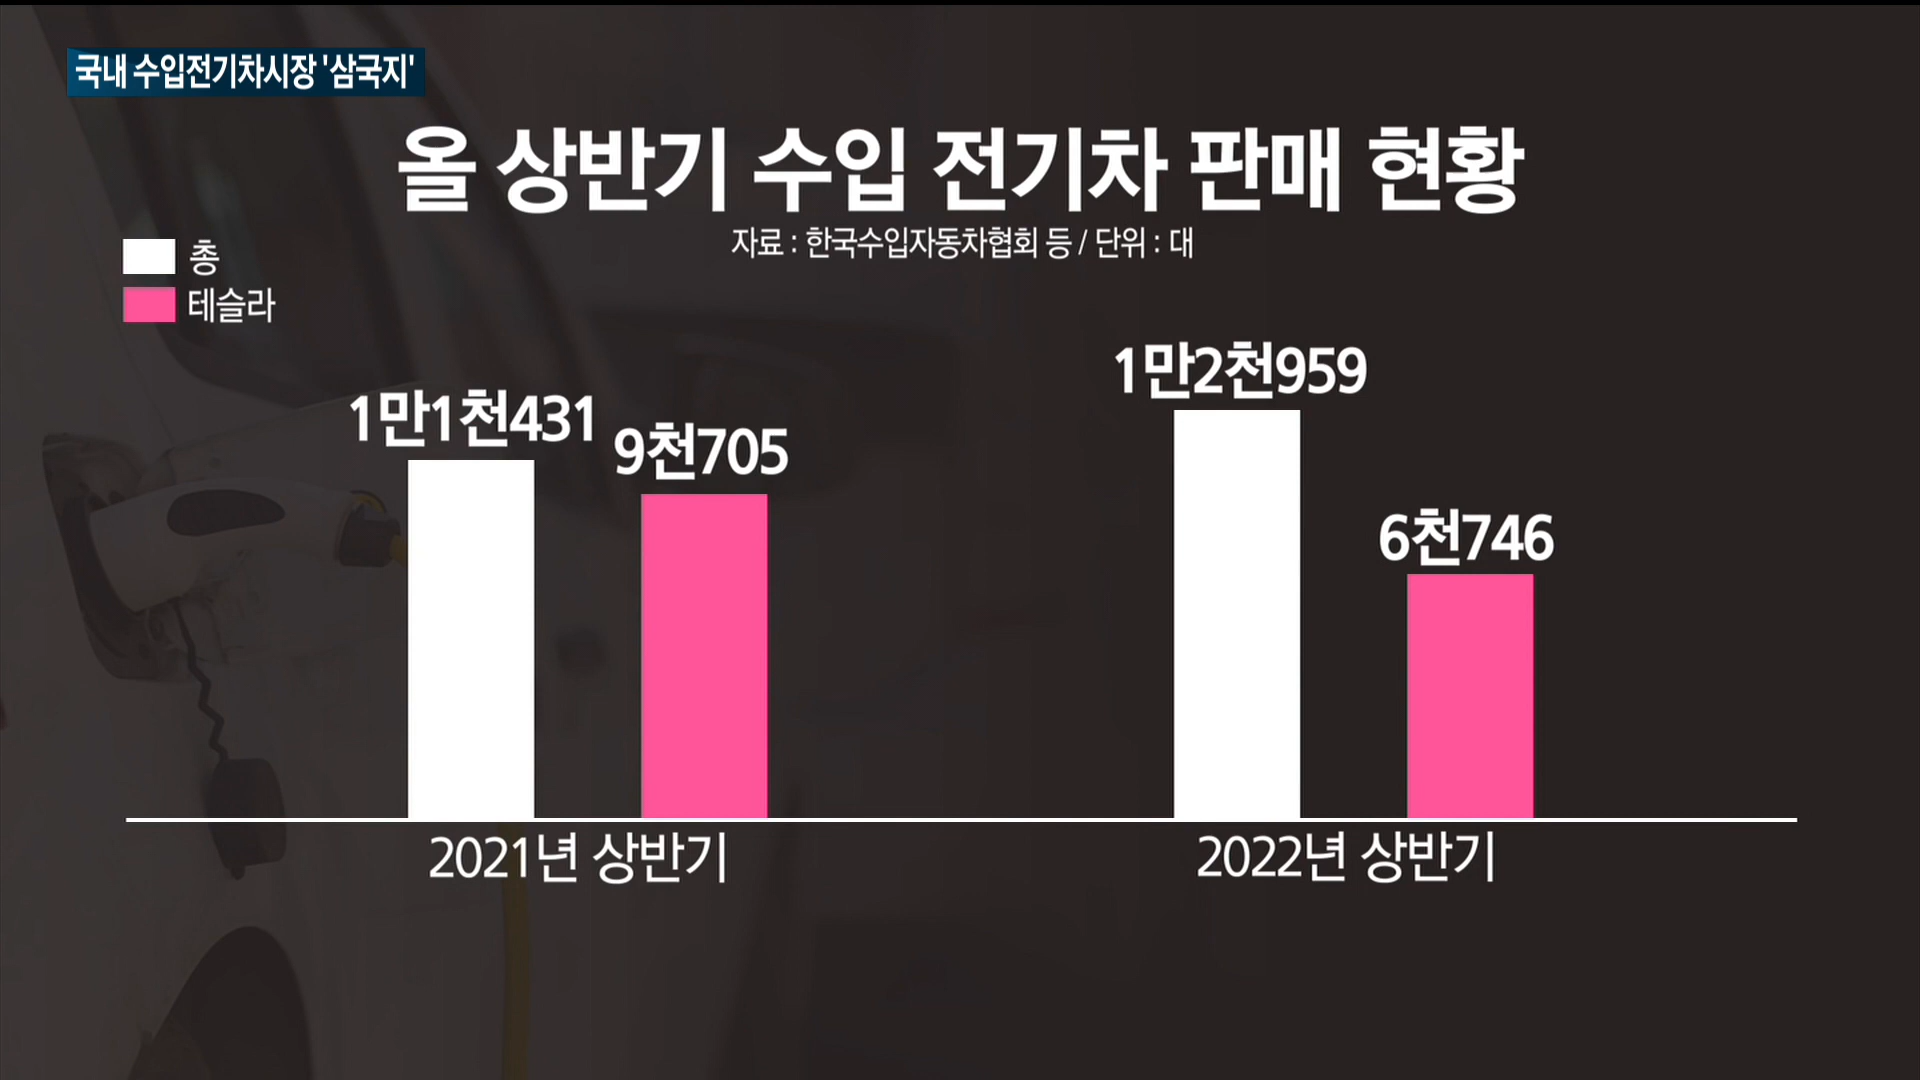 국내 수입전기차시장 '삼국지'
올 상반기 수입 전기차 판매 현황
자료 : 한국수입자동차협회 등 / 단위 : 대
총
테슬라
1만1천431
9천705
1만2천959
6천746
2021년 상반기
2022년 상반기